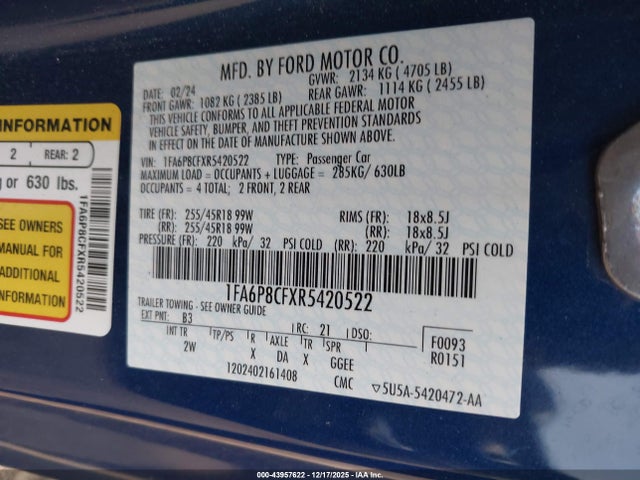 MFD. BY FORD MOTOR CO.
DATE: 02/24 GVWR: 2134 KG ( 4705 LB)
FRONT GAWR: 1082 KG ( 2385 LB) REAR GAWR: 1114 KG ( 2455 LB)
THIS VEHICLE CONFORMS TO ALL APPLICABLE FEDERAL MOTOR
VEHICLE SAFETY, BUMPER, AND THEFT PREVENTION STANDARDS
IN EFFECT ON THE DATE OF MANUFACTURE SHOWN ABOVE.
VIN: 1FA6P8CFXR5420522 TYPE: Passenger Car
MAXIMUM LOAD = OCCUPANTS + LUGGAGE = 285KG/ 630LB
OCCUPANTS = 4 TOTAL; 2 FRONT, 2 REAR
TIRE (FR): 255/45R18 99W RIMS (FR): 18x8.5J
(RR): 255/45R18 99W (RR): 18x8.5J
PRESSURE (FR): 220 kPa/ 32 PSI COLD (RR): 220 kPa/ 32 PSI COLD
1FA6P8CFXR5420522
TRAILER TOWING - SEE OWNER GUIDE
EXT PNT: B3 RC: 21 DSO: F0093
INT TR TP/PS R AXLE TR SPR R0151
2W X DA X GGEE
1202402161408 CMC 5U5A-5420472-AA
INFORMATION
2 REAR: 2
or 630 lbs.
SEE OWNERS
MANUAL FOR
ADDITIONAL
INFORMATION
1FA6P8CFXR5420522
000-43957622 - 12/17/2025 - IAAI.COM